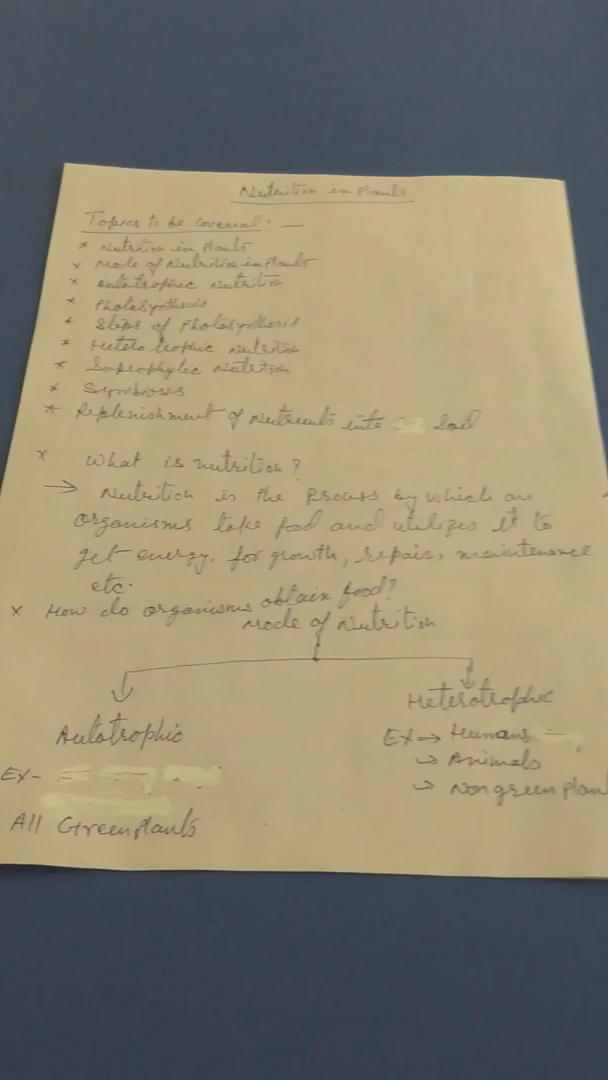 Nutrition in Plants
Topics to be covered: —
* Nutrition in Plants
* Mode of Nutrition in Plants
* Autotrophic Nutrition
* Photosynthesis
* Steps of Photosynthesis
* Heterotrophic Nutrition
* Saprophytic Nutrition
* Symbiosis
* Replenishment of Nutrients into Soil
* What is nutrition?
→ Nutrition is the Process by which an
organisms take food and utilizes it to
get energy. for growth, repair, maintenance
etc.
* How do organisms obtain food?
Mode of Nutrition
Autotrophic Heterotrophic
Ex → Humans
→ Animals
→ Non green Plan
Ex-
All Green plants